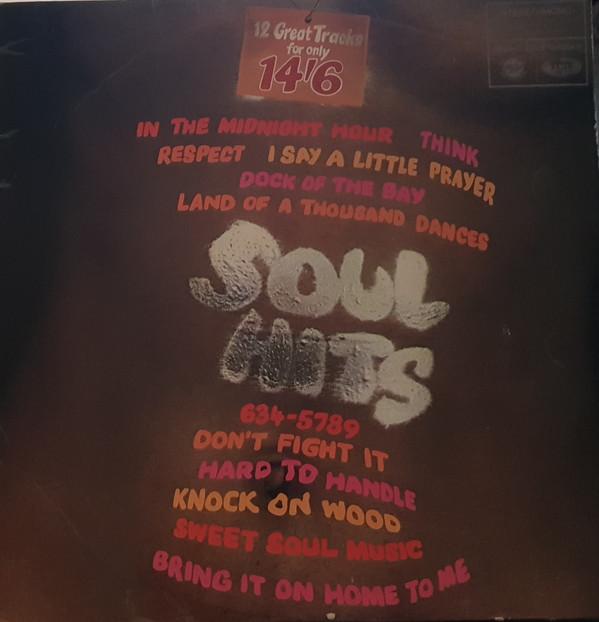 12 Great Tracks
for only
14'6
IN THE MIDNIGHT HOUR THINK
RESPECT I SAY A LITTLE PRAYER
DOCK OF THE BAY
LAND OF A THOUSAND DANCES
SOUL
HITS
634-5789
DON'T FIGHT IT
HARD TO HANDLE
KNOCK ON WOOD
SWEET SOUL MUSIC
BRING IT ON HOME TO ME